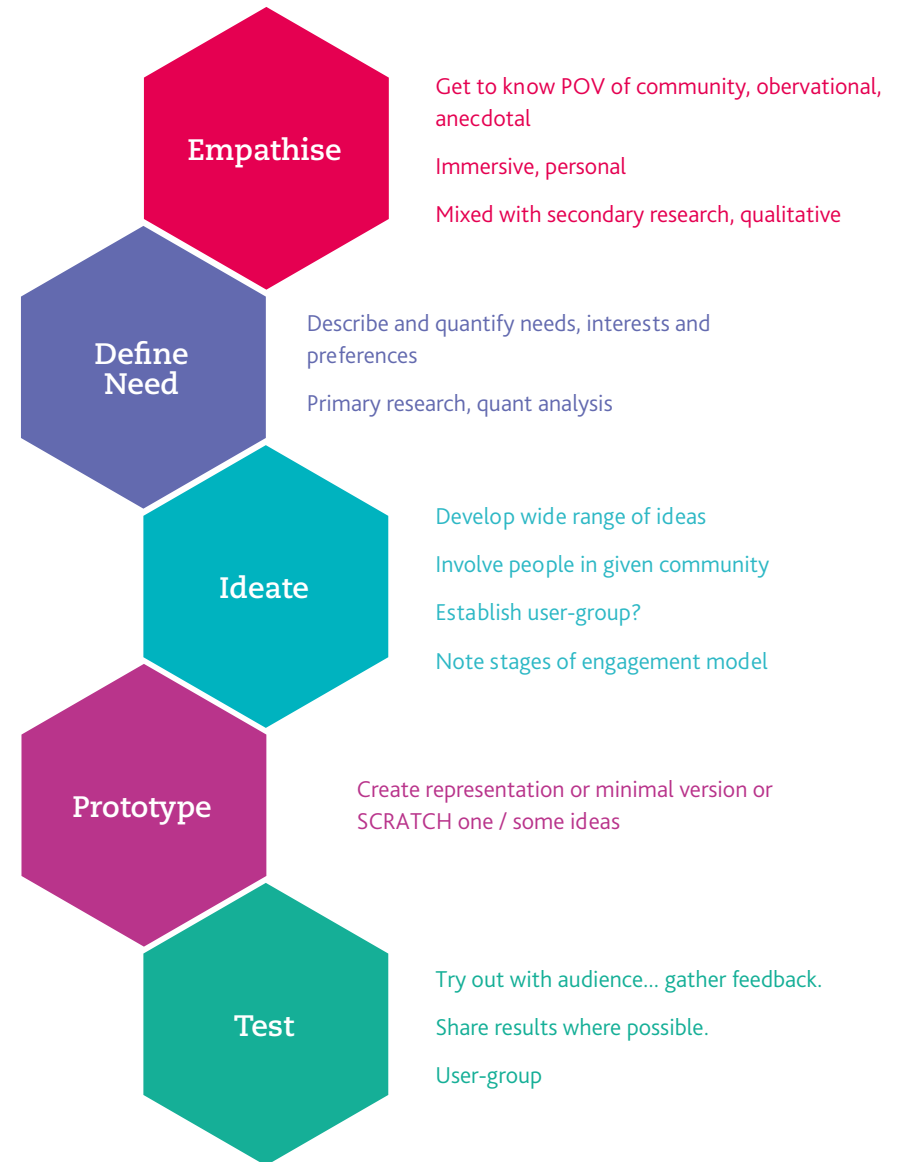 Empathise
Get to know POV of community, obervational,
anecdotal
Immersive, personal
Mixed with secondary research, qualitative
Define
Need
Describe and quantify needs, interests and
preferences
Primary research, quant analysis
Ideate
Develop wide range of ideas
Involve people in given community
Establish user-group?
Note stages of engagement model
Prototype
Create representation or minimal version or
SCRATCH one / some ideas
Test
Try out with audience... gather feedback.
Share results where possible.
User-group